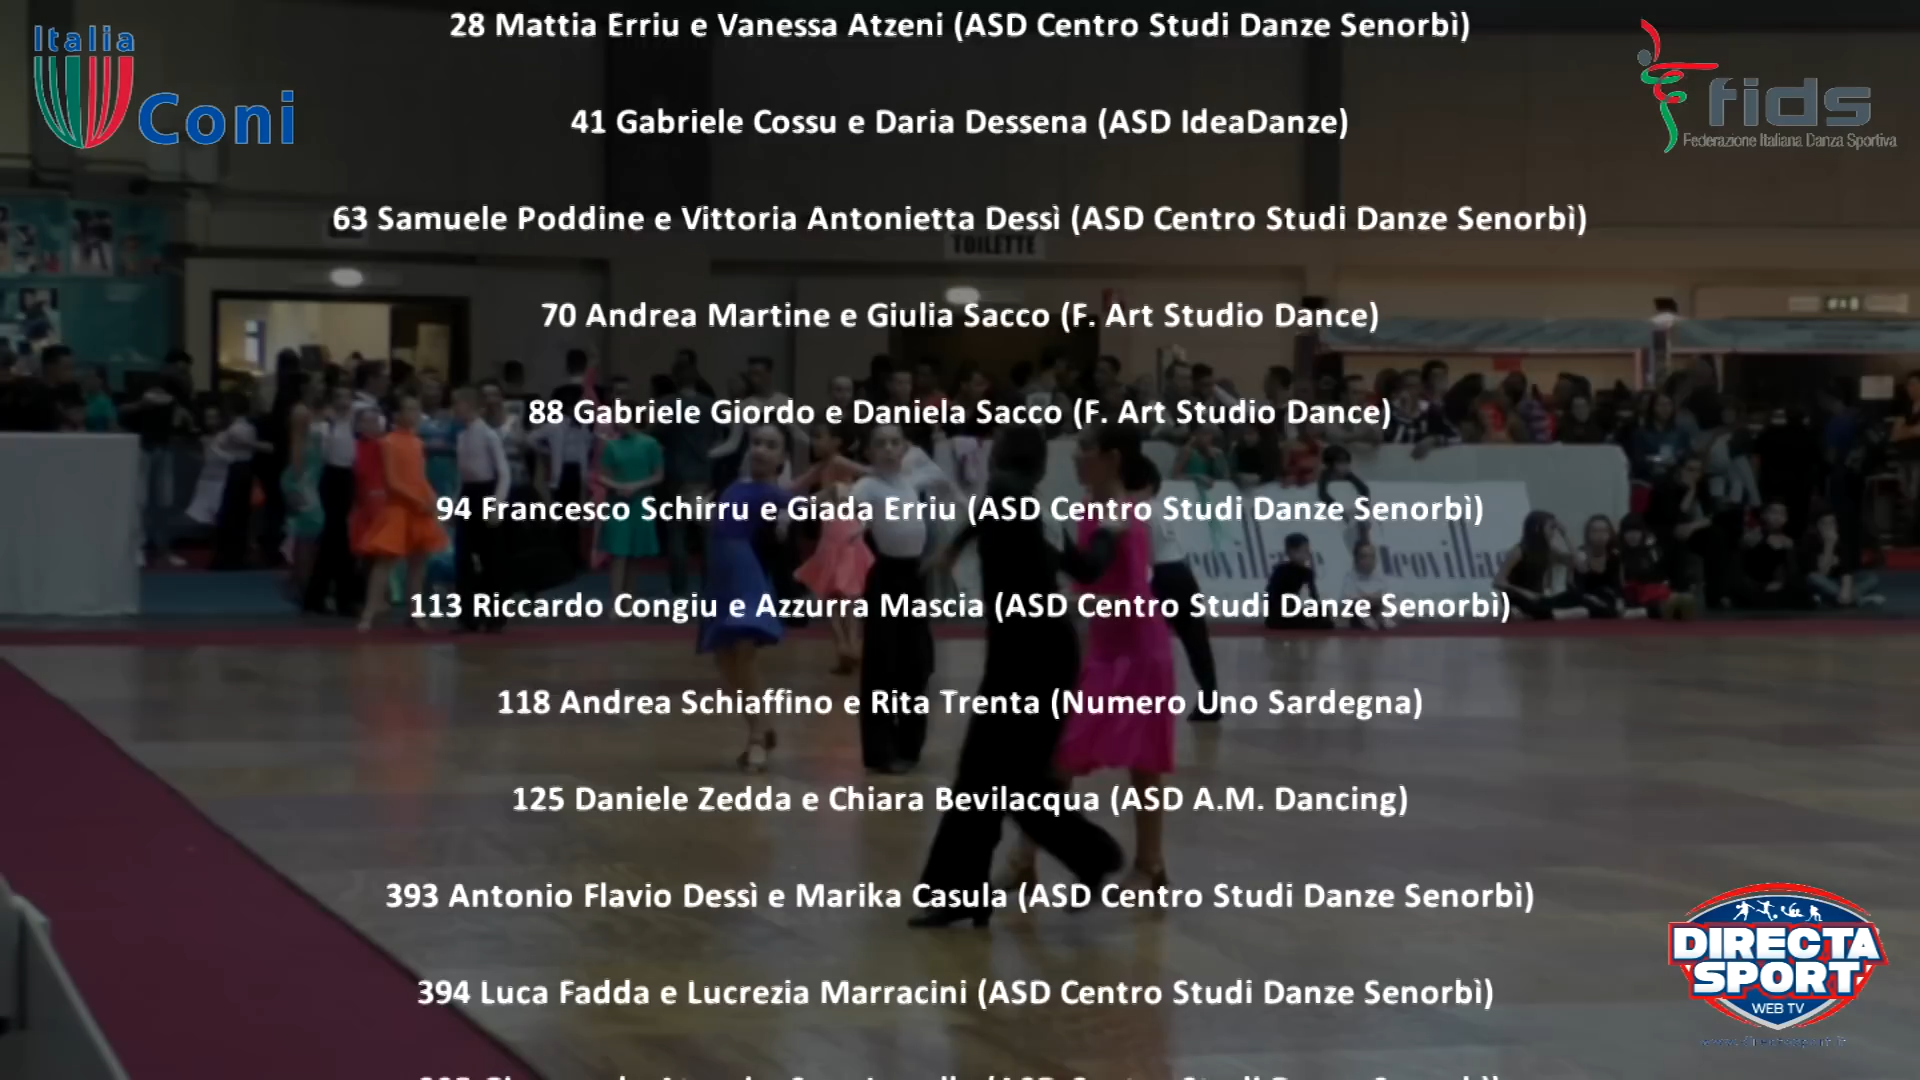 28 Mattia Erriu e Vanessa Atzeni (ASD Centro Studi Danze Senorbì)
Italia
Coni
fids
Federazione Italiana Danza Sportiva
41 Gabriele Cossu e Daria Dessena (ASD IdeaDanze)
63 Samuele Poddine e Vittoria Antonietta Dessì (ASD Centro Studi Danze Senorbì)
TOILETTE
70 Andrea Martine e Giulia Sacco (F. Art Studio Dance)
88 Gabriele Giordo e Daniela Sacco (F. Art Studio Dance)
94 Francesco Schirru e Giada Erriu (ASD Centro Studi Danze Senorbì)
113 Riccardo Congiu e Azzurra Mascia (ASD Centro Studi Danze Senorbì)
118 Andrea Schiaffino e Rita Trenta (Numero Uno Sardegna)
125 Daniele Zedda e Chiara Bevilacqua (ASD A.M. Dancing)
393 Antonio Flavio Dessì e Marika Casula (ASD Centro Studi Danze Senorbì)
394 Luca Fadda e Lucrezia Marracini (ASD Centro Studi Danze Senorbì)
DIRECTA
SPORT
WEB TV